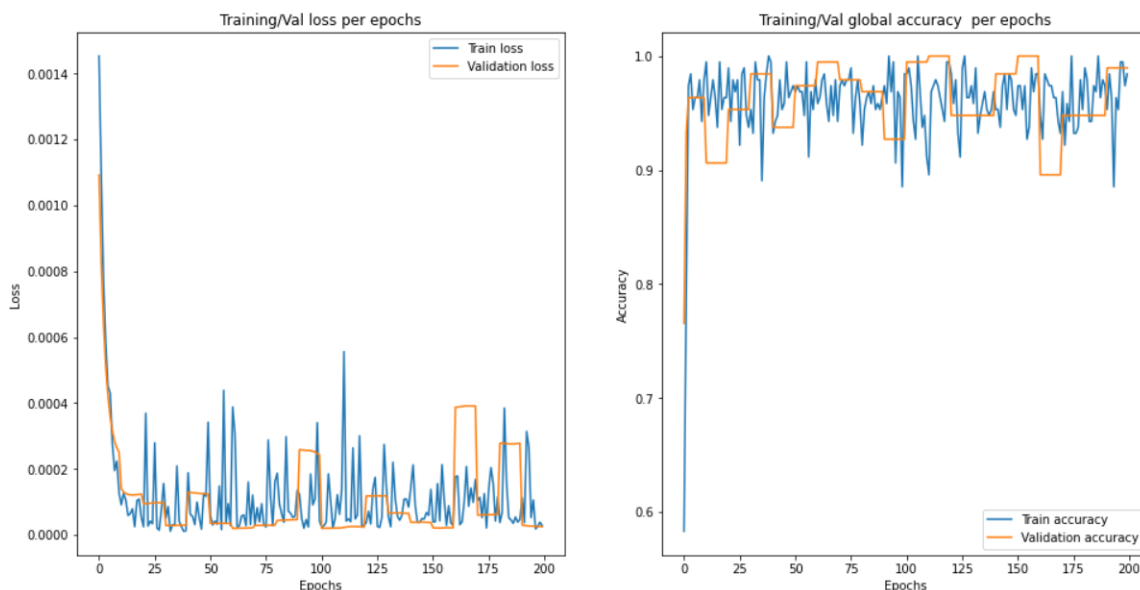 Training/Val loss per epochs
Train loss
Validation loss
0.0014
0.0012
0.0010
0.0008
0.0006
0.0004
0.0002
0.0000
Loss
0 25 50 75 100 125 150 175 200
Epochs
Training/Val global accuracy per epochs
1.0
0.9
0.8
0.7
0.6
Accuracy
Train accuracy
Validation accuracy
0 25 50 75 100 125 150 175 200
Epochs